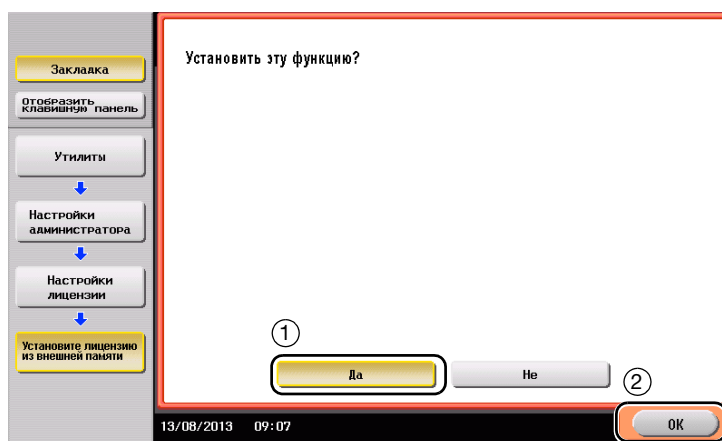 Закладка
Отобразить
клавишную панель
Утилиты
Настройки
администратора
Настройки
лицензии
Установите лицензию
из внешней памяти
Установить эту функцию?
1
Да
Не
2
13/08/2013 09:07
OK